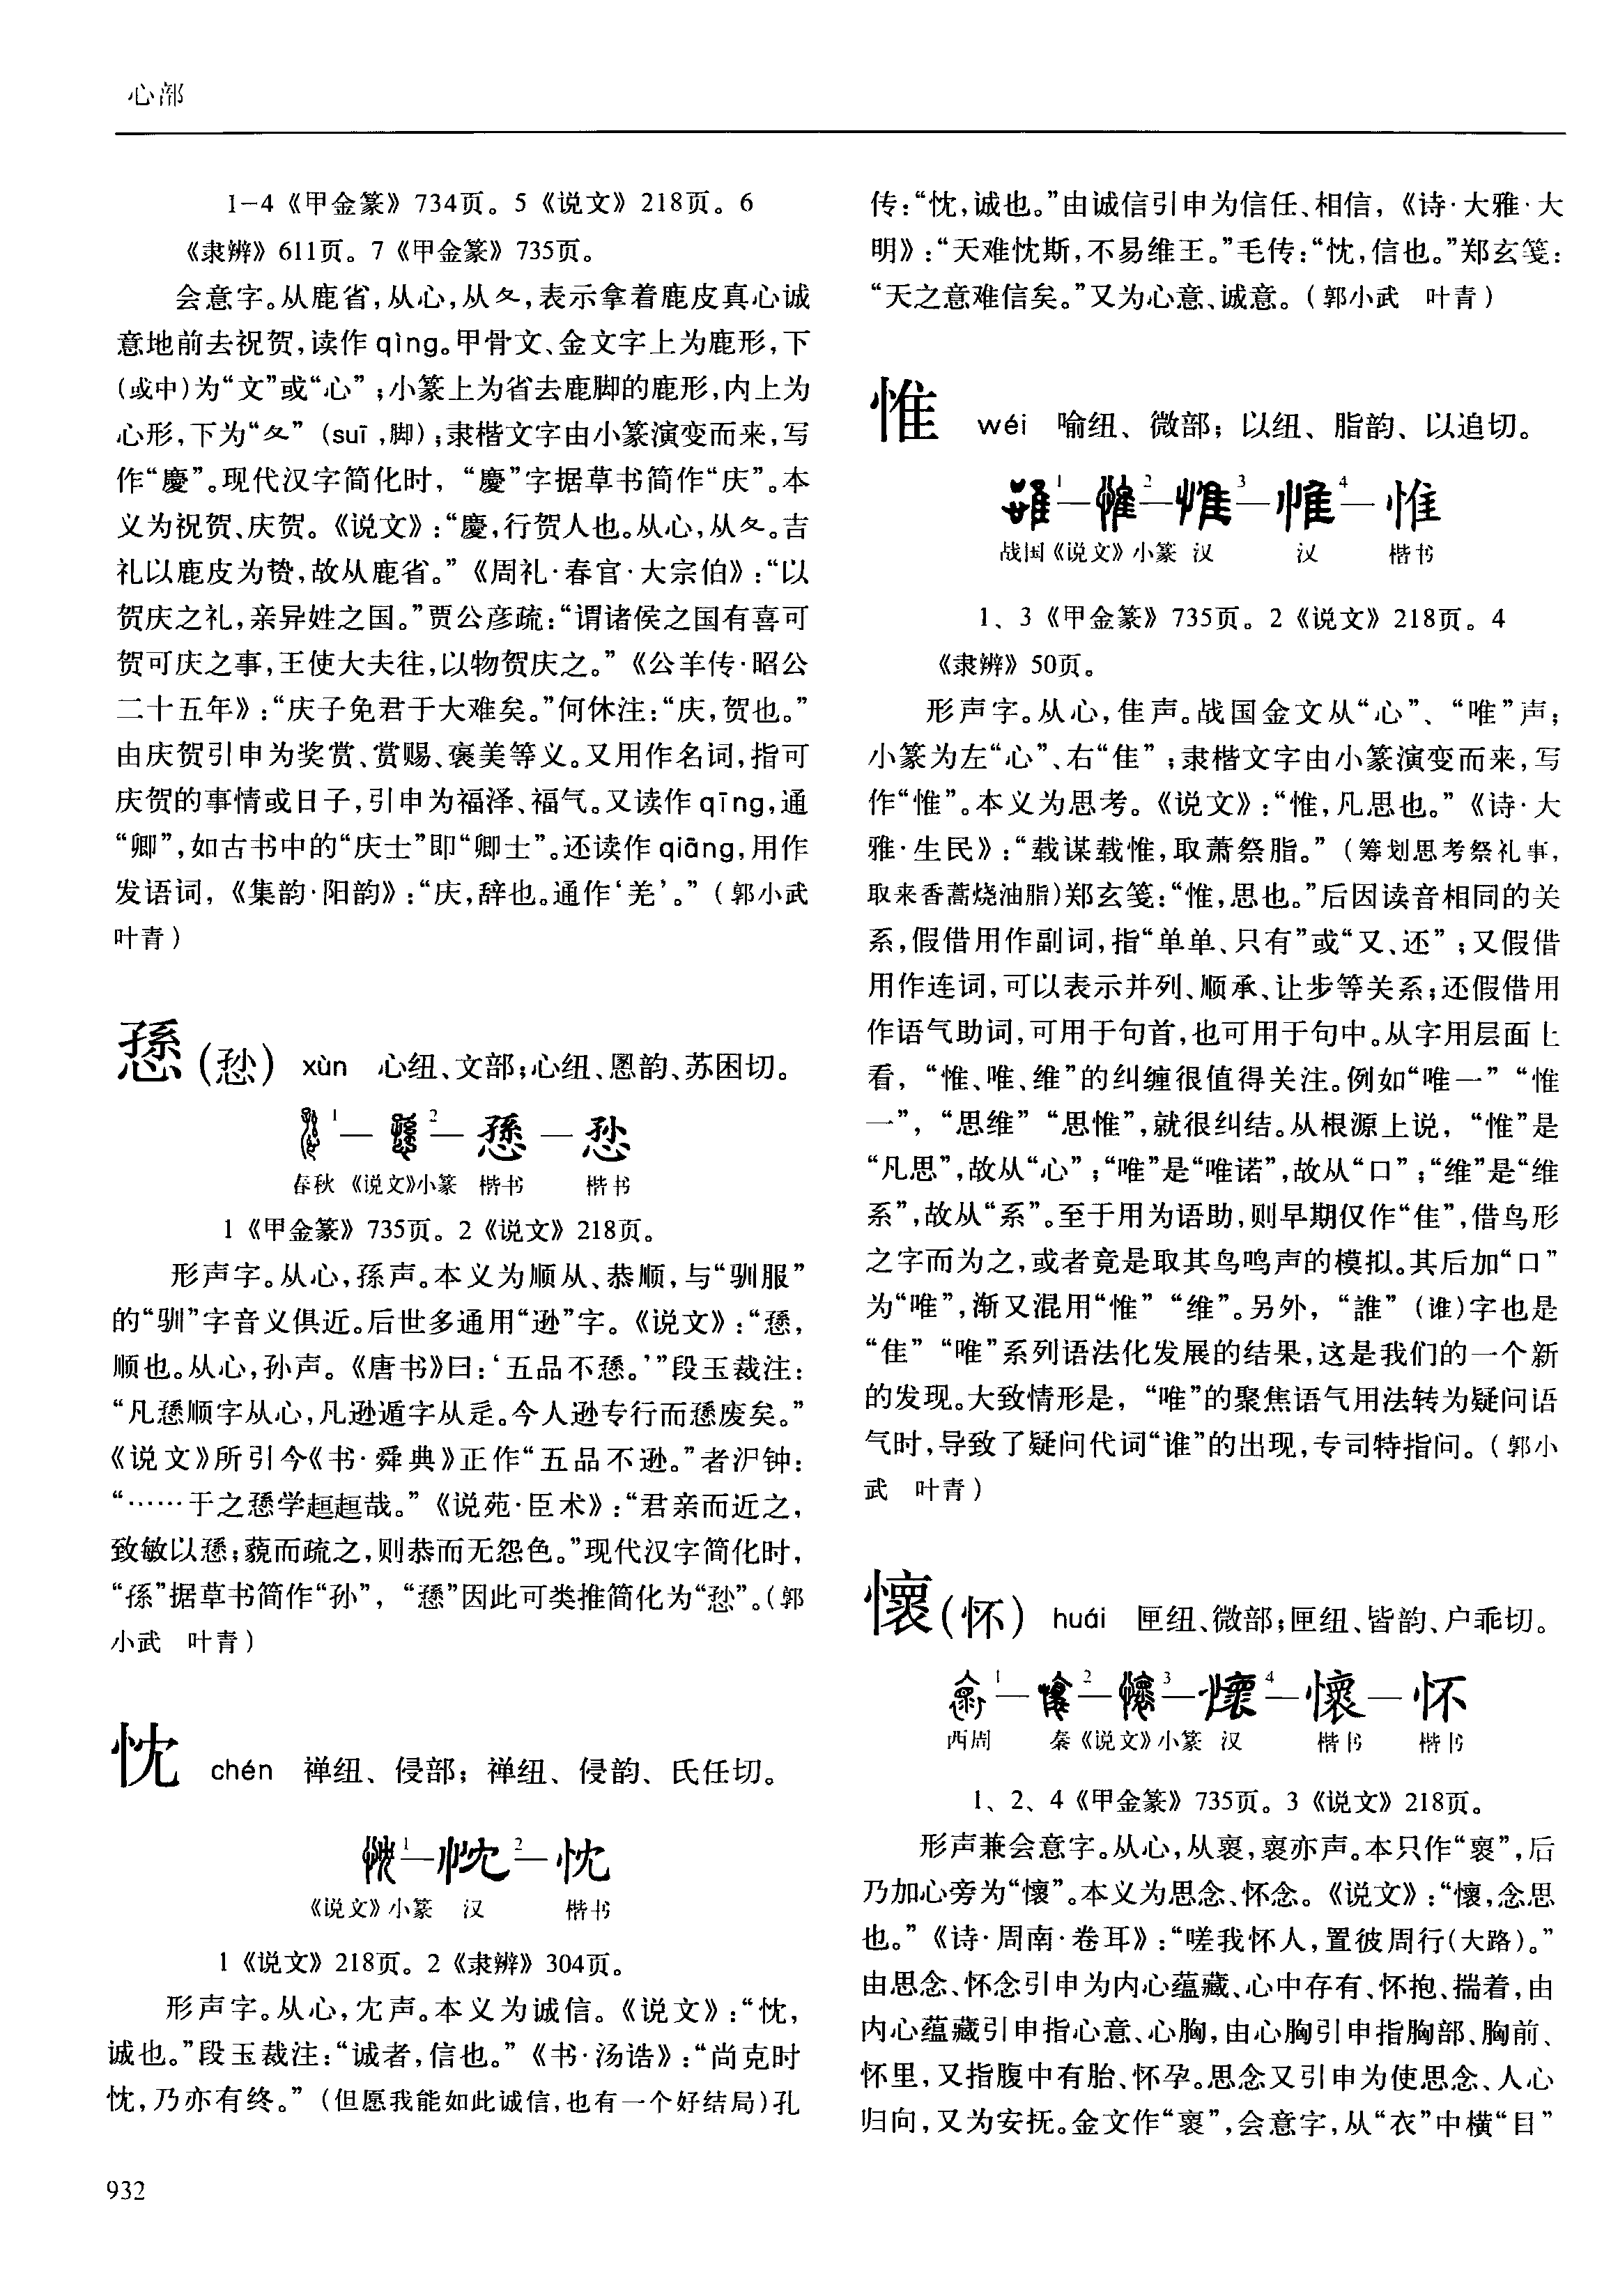 心部
1-4《甲金篆》734页。5《说文》218页。6
《隶辨》611页。7《甲金篆》735页。
会意字。从鹿省，从心，从夊，表示拿着鹿皮真心诚
意地前去祝贺，读作qìng。甲骨文、金文字上为鹿形，下
（或中）为“文”或“心”；小篆上为省去鹿脚的鹿形，内上为
心形，下为“夊”（suī，脚）；隶楷文字由小篆演变而来，写
作“慶”。现代汉字简化时，“慶”字据草书简作“庆”。本
义为祝贺、庆贺。《说文》：“慶，行贺人也。从心，从夊。吉
礼以鹿皮为贽，故从鹿省。”《周礼·春官·大宗伯》：“以
贺庆之礼，亲异姓之国。”贾公彦疏：“谓诸侯之国有喜可
贺可庆之事，王使大夫往，以物贺庆之。”《公羊传·昭公
二十五年》：“庆子免君于大难矣。”何休注：“庆，贺也。”
由庆贺引申为奖赏、赏赐、褒美等义。又用作名词，指可
庆贺的事情或日子，引申为福泽、福气。又读作qīng，通
“卿”，如古书中的“庆士”即“卿士”。还读作qiāng，用作
发语词，《集韵·阳韵》：“庆，辞也。通作‘羌’。”（郭小武
叶青）
愻（𢙏） xùn 心纽、文部；心纽、慁韵、苏困切。
1—2—愻—𢙏
春秋 《说文》小篆 楷书 楷书
1《甲金篆》735页。2《说文》218页。
形声字。从心，孫声。本义为顺从、恭顺，与“驯服”
的“驯”字音义俱近。后世多通用“逊”字。《说文》：“愻，
顺也。从心，孙声。《唐书》曰：‘五品不愻。’”段玉裁注：
“凡愻顺字从心，凡逊遁字从辵。今人逊专行而愻废矣。”
《说文》所引今《书·舜典》正作“五品不逊。”者沪钟：
“……于之愻学趄趄哉。”《说苑·臣术》：“君亲而近之，
致敏以愻；藐而疏之，则恭而无怨色。”现代汉字简化时，
“孫”据草书简作“孙”，“愻”因此可类推简化为“𢙏”。（郭
小武 叶青）
忱 chén 禅纽、侵部；禅纽、侵韵、氏任切。
1—忱2—忱
《说文》小篆 汉 楷书
1《说文》218页。2《隶辨》304页。
形声字。从心，冘声。本义为诚信。《说文》：“忱，
诚也。”段玉裁注：“诚者，信也。”《书·汤诰》：“尚克时
忱，乃亦有终。”（但愿我能如此诚信，也有一个好结局）孔
932
传：“忱，诚也。”由诚信引申为信任、相信，《诗·大雅·大
明》：“天难忱斯，不易维王。”毛传：“忱，信也。”郑玄笺：
“天之意难信矣。”又为心意、诚意。（郭小武 叶青）
惟 wéi 喻纽、微部；以纽、脂韵、以追切。
1—惟2—惟3—惟4—惟
战国《说文》小篆 汉 汉 楷书
1、3《甲金篆》735页。2《说文》218页。4
《隶辨》50页。
形声字。从心，隹声。战国金文从“心”、“唯”声；
小篆为左“心”、右“隹”；隶楷文字由小篆演变而来，写
作“惟”。本义为思考。《说文》：“惟，凡思也。”《诗·大
雅·生民》：“载谋载惟，取萧祭脂。”（筹划思考祭礼事，
取来香蒿烧油脂）郑玄笺：“惟，思也。”后因读音相同的关
系，假借用作副词，指“单单、只有”或“又、还”；又假借
用作连词，可以表示并列、顺承、让步等关系；还假借用
作语气助词，可用于句首，也可用于句中。从字用层面上
看，“惟、唯、维”的纠缠很值得关注。例如“唯一”“惟
一”，“思维”“思惟”，就很纠结。从根源上说，“惟”是
“凡思”，故从“心”；“唯”是“唯诺”，故从“口”；“维”是“维
系”，故从“系”。至于用为语助，则早期仅作“隹”，借鸟形
之字而为之，或者竟是取其鸟鸣声的模拟。其后加“口”
为“唯”，渐又混用“惟”“维”。另外，“誰”（谁）字也是
“隹”“唯”系列语法化发展的结果，这是我们的一个新
的发现。大致情形是，“唯”的聚焦语气用法转为疑问语
气时，导致了疑问代词“谁”的出现，专司特指问。（郭小
武 叶青）
懷（怀） huái 匣纽、微部；匣纽、皆韵、户乖切。
1—2—懷3—懷4—懷—怀
西周 秦《说文》小篆 汉 楷书 楷书
1、2、4《甲金篆》735页。3《说文》218页。
形声兼会意字。从心，从褱，褱亦声。本只作“褱”，后
乃加心旁为“懷”。本义为思念、怀念。《说文》：“懷，念思
也。”《诗·周南·卷耳》：“嗟我怀人，置彼周行（大路）。”
由思念、怀念引申为内心蕴藏、心中存有、怀抱、揣着，由
内心蕴藏引申指心意、心胸，由心胸引申指胸部、胸前、
怀里，又指腹中有胎、怀孕。思念又引申为使思念、人心
归向，又为安抚。金文作“褱”，会意字，从“衣”中横“目”